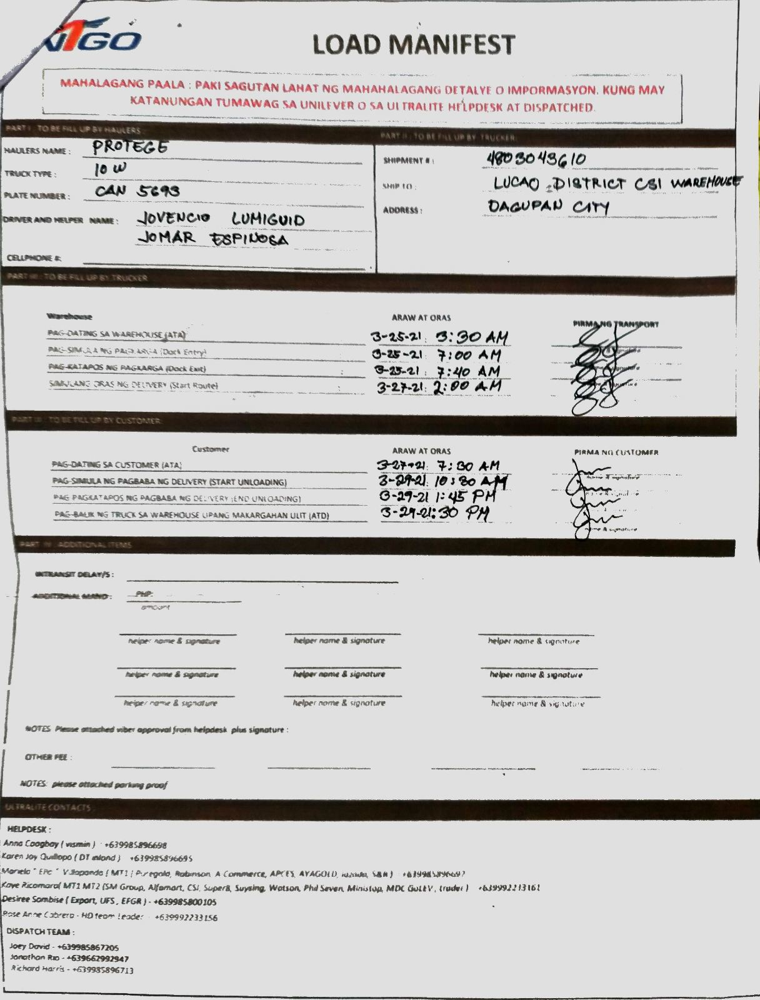 NTGO
LOAD MANIFEST
MAHALAGANG PAALA : PAKI SAGUTAN LAHAT NG MAHAHALAGANG DETALYE O IMPORMASYON. KUNG MAY
KATANUNGAN TUMAWAG SA UNILEVER O SA ULTRALITE HELPDESK AT DISPATCHED.
PART I : TO BE FILL UP BY HAULERS
PART II : TO BE FILL UP BY TRUCKER
HAULERS NAME : PROTEGE
SHIPMENT # : 4803043610
TRUCK TYPE : 10 W
SHIP TO : LUCAO DISTRICT CSI WAREHOUSE
PLATE NUMBER : CAN 5693
ADDRESS : DAGUPAN CITY
DRIVER AND HELPER NAME : JOVENCIO LUMIGUID
JOMAR ESPINOSA
CELLPHONE #:
PART III : TO BE FILL UP BY TRUCKER
Warehouse ARAW AT ORAS PIRMA NG TRANSPORT
PAG-DATING SA WAREHOUSE (ATA) 3-25-21: 3:30 AM
PAG-SIMULA NG PAGKARGA (Dock Entry) 3-25-21: 7:00 AM
PAG-KATAPOS NG PAGKARGA (Dock Exit) 3-25-21: 7:40 AM
SIMULANG ORAS NG DELIVERY (Start Route) 3-27-21: 2:00 AM
PART III : TO BE FILL UP BY CUSTOMER
Customer ARAW AT ORAS PIRMA NG CUSTOMER
PAG-DATING SA CUSTOMER (ATA) 3-27-21: 7:30 AM
name & signature
PAG-SIMULA NG PAGBABA NG DELIVERY (START UNLOADING) 3-29-21: 10:30 AM
name & signature
PAG PAGKATAPOS NG PAGBABA NG DELIVERY (END UNLOADING) 3-29-21 1:45 PM
PAG-BALIK NG TRUCK SA WAREHOUSE UPANG MAKARGAHAN ULIT (ATD) 3-29-21:30 PM
name & signature
PART IV : ADDITIONAL ITEMS
INTRANSIT DELAY/S :
ADDITIONAL MANO : PHP:
amount
helper name & signature helper name & signature helper name & signature
helper name & signature helper name & signature helper name & signature
helper name & signature helper name & signature helper name & signature
NOTES Please attached viber approval from helpdesk plus signature :
OTHER FEE :
NOTES: please attached parking proof
ULTRALITE CONTACTS :
HELPDESK :
Anna Caagbay ( vismin ) : +639985896698
Karen Joy Quillopo ( DT inland ) +639985896695
Mariela " EPic " Villapando ( MT1 ( Puregold, Robinson, A-Commerce, APCES, AYAGOLD, lazada, S&R ) : +639985896697
Kaye Ricamara( MT1 MT2 (SM Group, Alfamart, CSI, Super8, Suysing, Watson, Phil Seven, Ministop, MDC GotEV, trader ) +639992213161
Desiree Sombise ( Export, UFS , EFGR ) - +639985800105
Rose Anne Cabrera - HD team Leader - +639992233156
DISPATCH TEAM :
Joey David - +639985867205
Jonathan Rio - +639662992947
Richard Harris - +639985896713